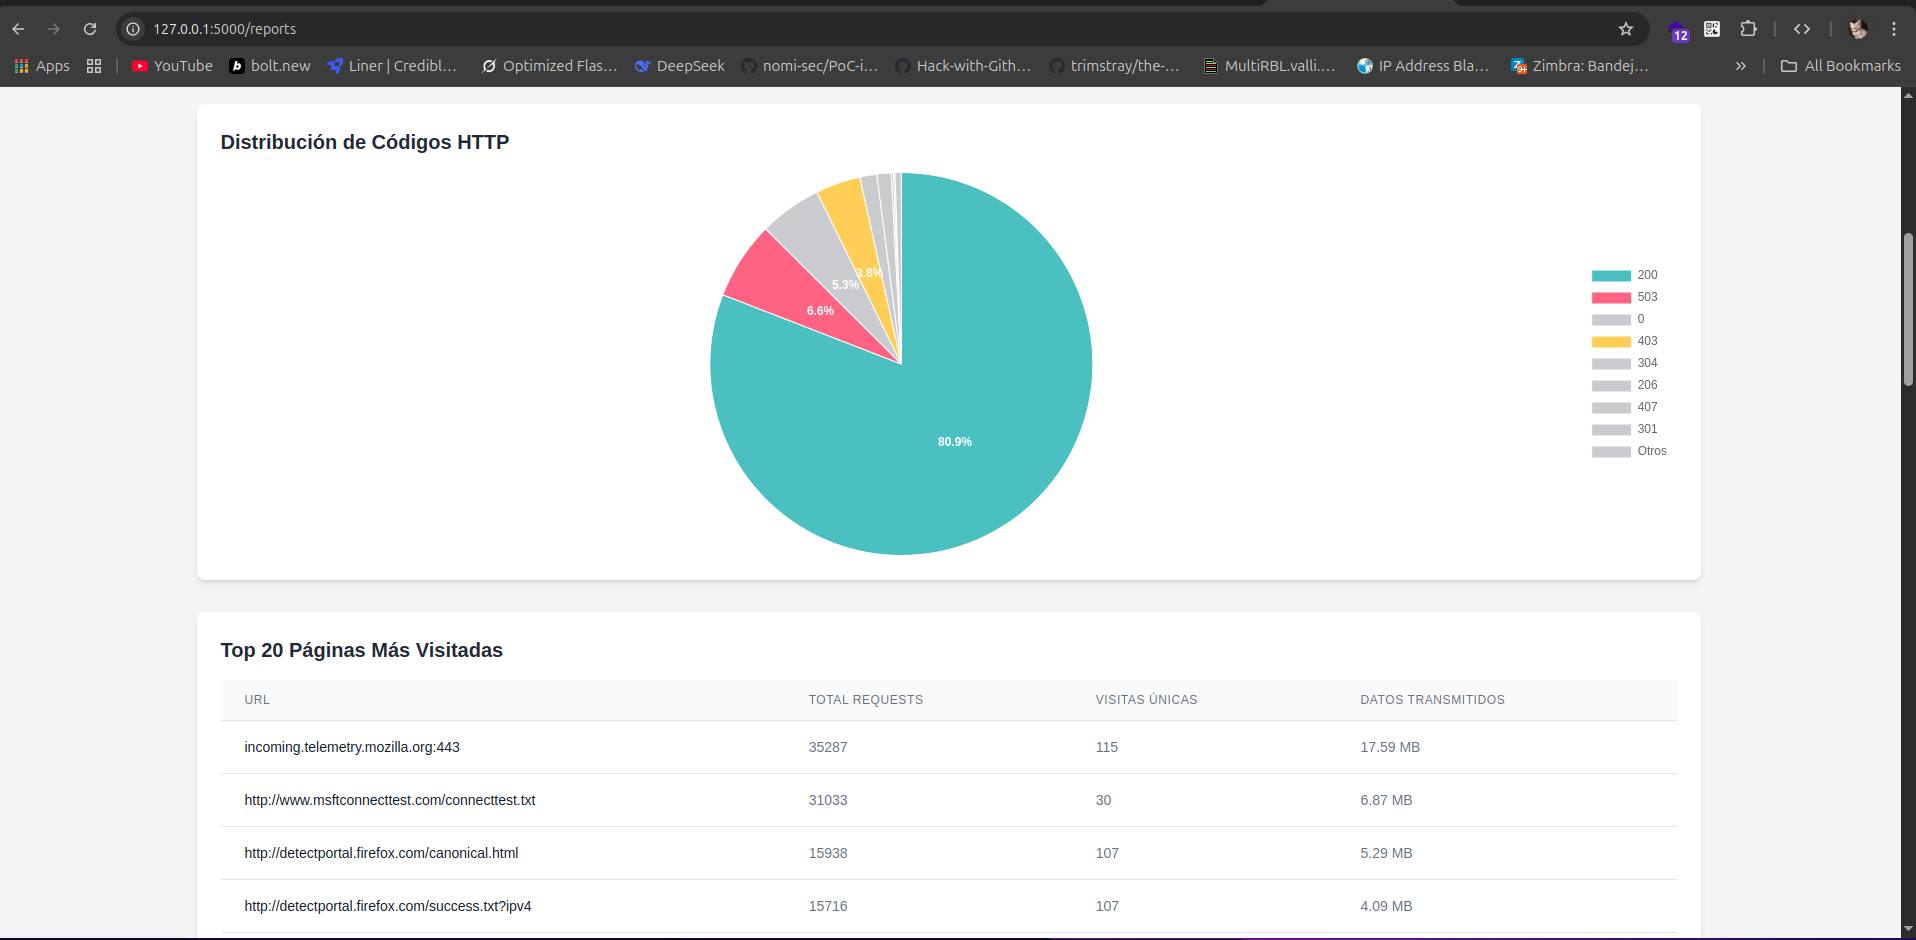 127.0.0.1:5000/reports
12
Apps
YouTube
bolt.new
Liner | Credibl...
Optimized Flas...
DeepSeek
nomi-sec/PoC-i...
Hack-with-Gith...
trimstray/the-...
MultiRBL.valli....
IP Address Bla...
Zimbra: Bandej...
»
All Bookmarks
Distribución de Códigos HTTP
3.8%
5.3%
6.6%
80.9%
200
503
0
403
304
206
407
301
Otros
Top 20 Páginas Más Visitadas
URL TOTAL REQUESTS VISITAS ÚNICAS DATOS TRANSMITIDOS
incoming.telemetry.mozilla.org:443 35287 115 17.59 MB
http://www.msftconnecttest.com/connecttest.txt 31033 30 6.87 MB
http://detectportal.firefox.com/canonical.html 15938 107 5.29 MB
http://detectportal.firefox.com/success.txt?ipv4 15716 107 4.09 MB